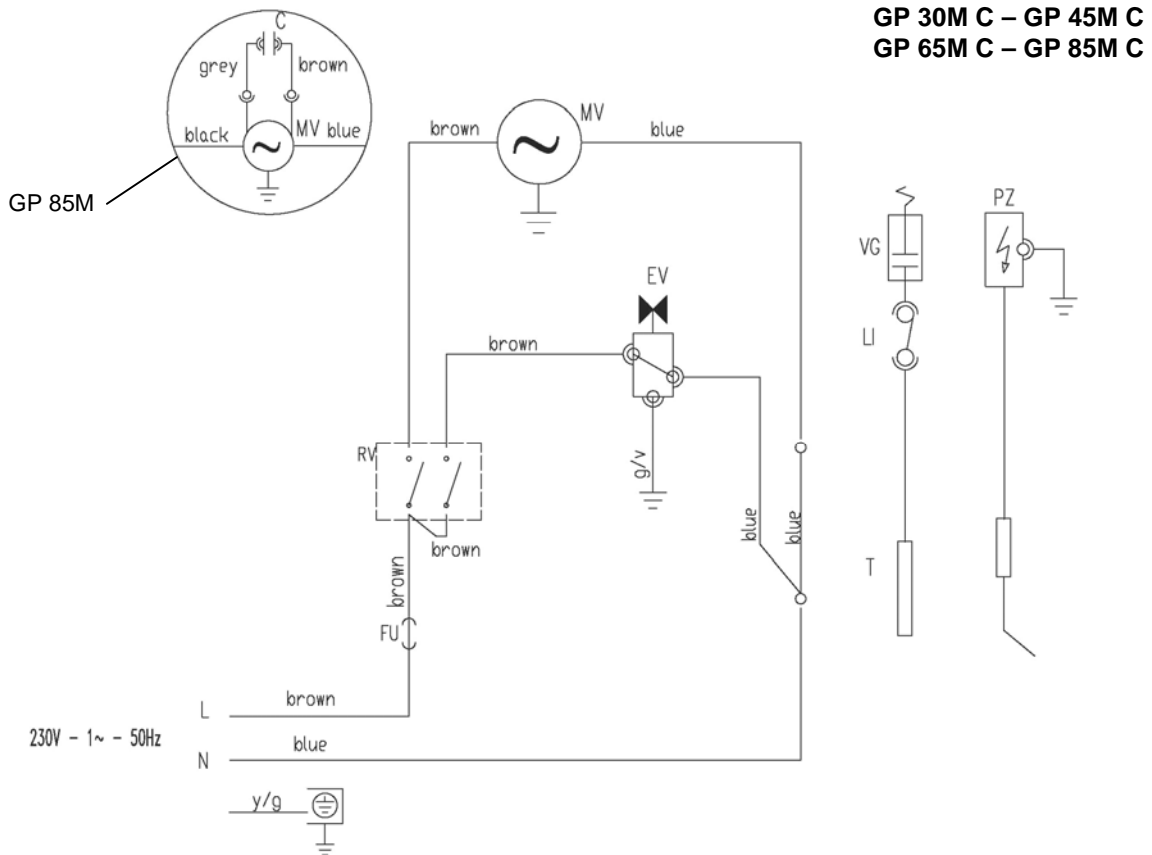 GP 30M C – GP 45M C
GP 65M C – GP 85M C
C
grey
brown
black
MV
blue
GP 85M
brown
MV
blue
EV
brown
VG
PZ
LI
RV
g/v
blue
blue
brown
brown
T
FU
L
brown
230V – 1~ – 50Hz
N
blue
y/g